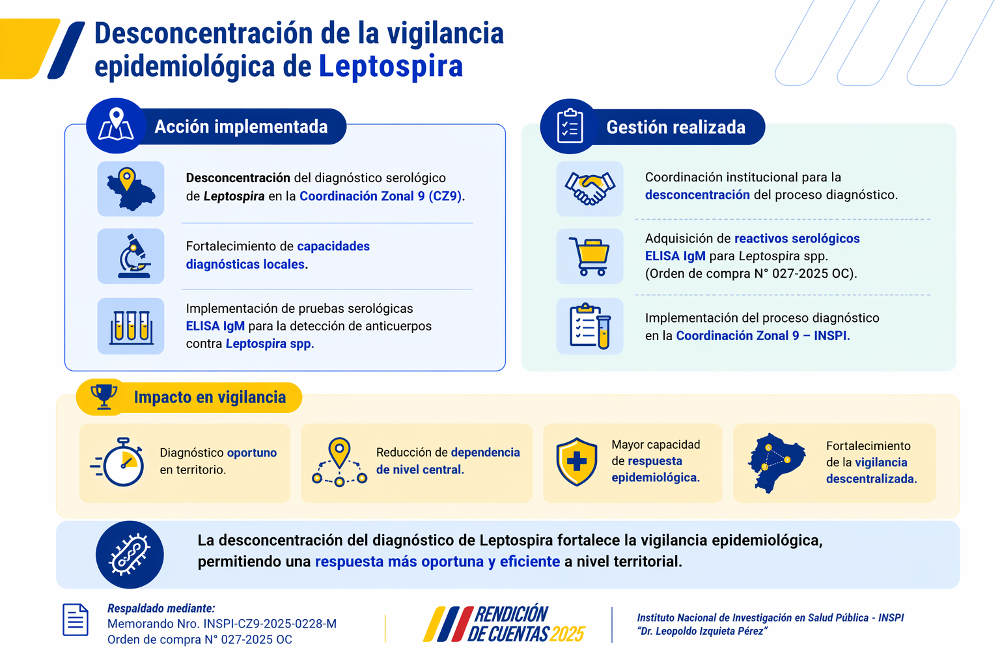 Desconcentración de la vigilancia
epidemiológica de Leptospira
Acción implementada
Desconcentración del diagnóstico serológico
de Leptospira en la Coordinación Zonal 9 (CZ9).
Fortalecimiento de capacidades
diagnósticas locales.
Implementación de pruebas serológicas
ELISA IgM para la detección de anticuerpos
contra Leptospira spp.
Gestión realizada
Coordinación institucional para la
desconcentración del proceso diagnóstico.
Adquisición de reactivos serológicos
ELISA IgM para Leptospira spp.
(Orden de compra N° 027-2025 OC).
Implementación del proceso diagnóstico
en la Coordinación Zonal 9 – INSPI.
Impacto en vigilancia
Diagnóstico oportuno
en territorio.
Reducción de dependencia
de nivel central.
Mayor capacidad
de respuesta
epidemiológica.
Fortalecimiento
de la vigilancia
descentralizada.
La desconcentración del diagnóstico de Leptospira fortalece la vigilancia epidemiológica,
permitiendo una respuesta más oportuna y eficiente a nivel territorial.
Respaldado mediante:
Memorando Nro. INSPI-CZ9-2025-0228-M
Orden de compra N° 027-2025 OC
RENDICIÓN
DE CUENTAS 2025
Instituto Nacional de Investigación en Salud Pública - INSPI
“Dr. Leopoldo Izquieta Pérez”